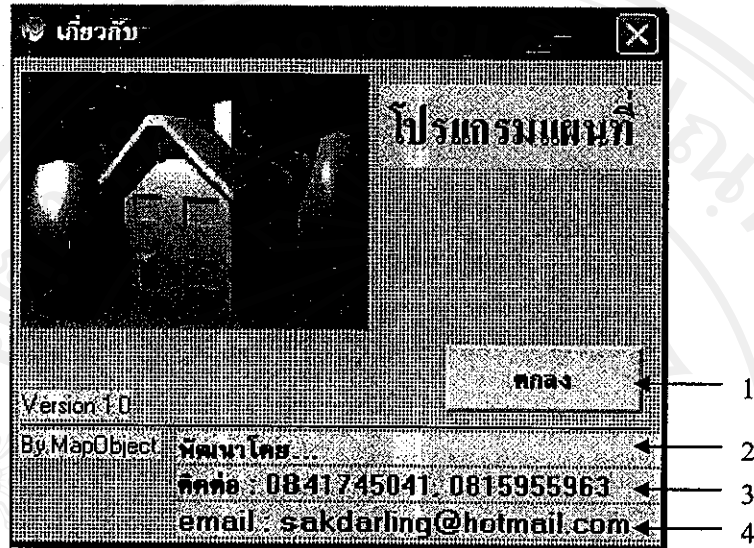 เกี่ยวกับ
โปรแกรมแผนที่
ตกลง
1
Version 1.0
By.MapObject
พัฒนาโดย...
2
ติดต่อ : 0841745041, 0815955963
3
email : sakdarling@hotmail.com
4